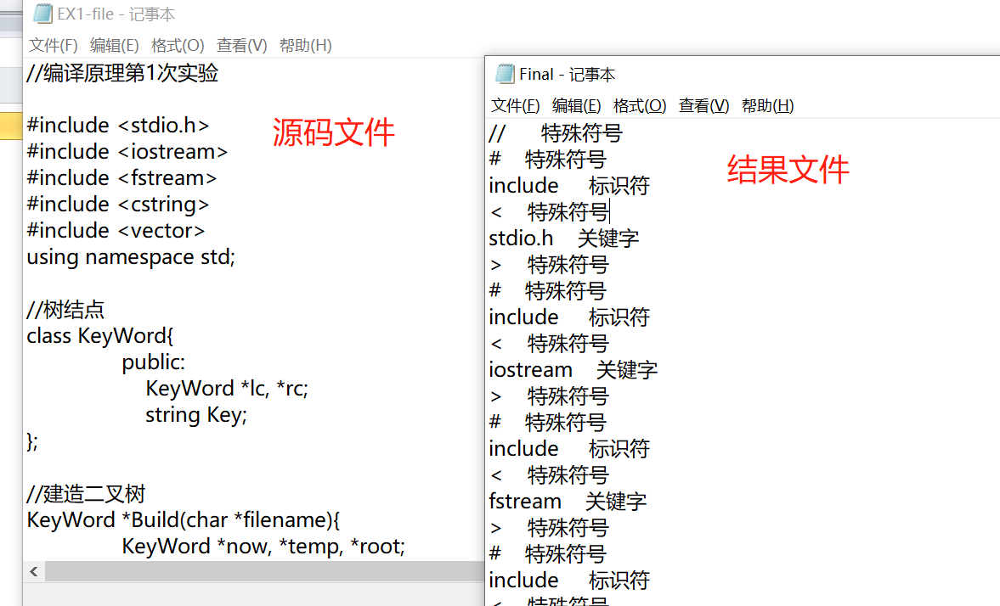 EX1-file - 记事本
文件(F) 编辑(E) 格式(O) 查看(V) 帮助(H)
//编译原理第1次实验
#include <stdio.h>
#include <iostream>
#include <fstream>
#include <cstring>
#include <vector>
using namespace std;
//树结点
class KeyWord{
public:
KeyWord *lc, *rc;
string Key;
};
//建造二叉树
KeyWord *Build(char *filename){
KeyWord *now, *temp, *root;
源码文件
Final - 记事本
文件(F) 编辑(E) 格式(O) 查看(V) 帮助(H)
// 特殊符号
# 特殊符号
include 标识符
< 特殊符号
stdio.h 关键字
> 特殊符号
# 特殊符号
include 标识符
< 特殊符号
iostream 关键字
> 特殊符号
# 特殊符号
include 标识符
< 特殊符号
fstream 关键字
> 特殊符号
# 特殊符号
include 标识符
< 特殊符号
结果文件